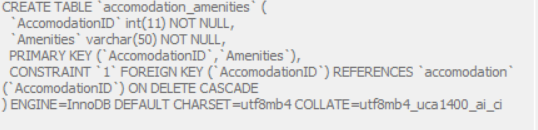 CREATE TABLE `accomodation_amenities` (
`AccomodationID` int(11) NOT NULL,
`Amenities` varchar(50) NOT NULL,
PRIMARY KEY (`AccomodationID`,`Amenities`),
CONSTRAINT `1` FOREIGN KEY (`AccomodationID`) REFERENCES `accomodation`
(`AccomodationID`) ON DELETE CASCADE
) ENGINE=InnoDB DEFAULT CHARSET=utf8mb4 COLLATE=utf8mb4_uca1400_ai_ci